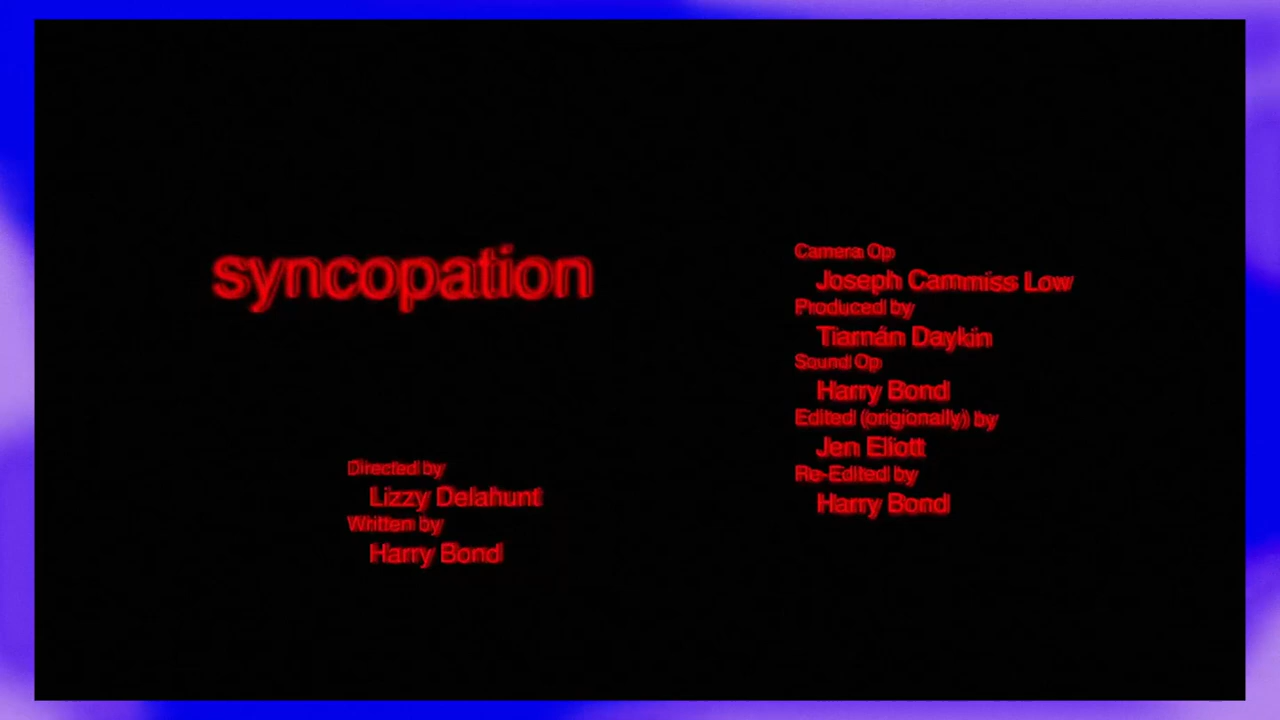 syncopation
Directed by
Lizzy Delahunt
Written by
Harry Bond
Camera Op
Joseph Cammiss Low
Produced by
Tiarnán Daykin
Sound Op
Harry Bond
Edited (origionally) by
Jen Eliott
Re-Edited by
Harry Bond